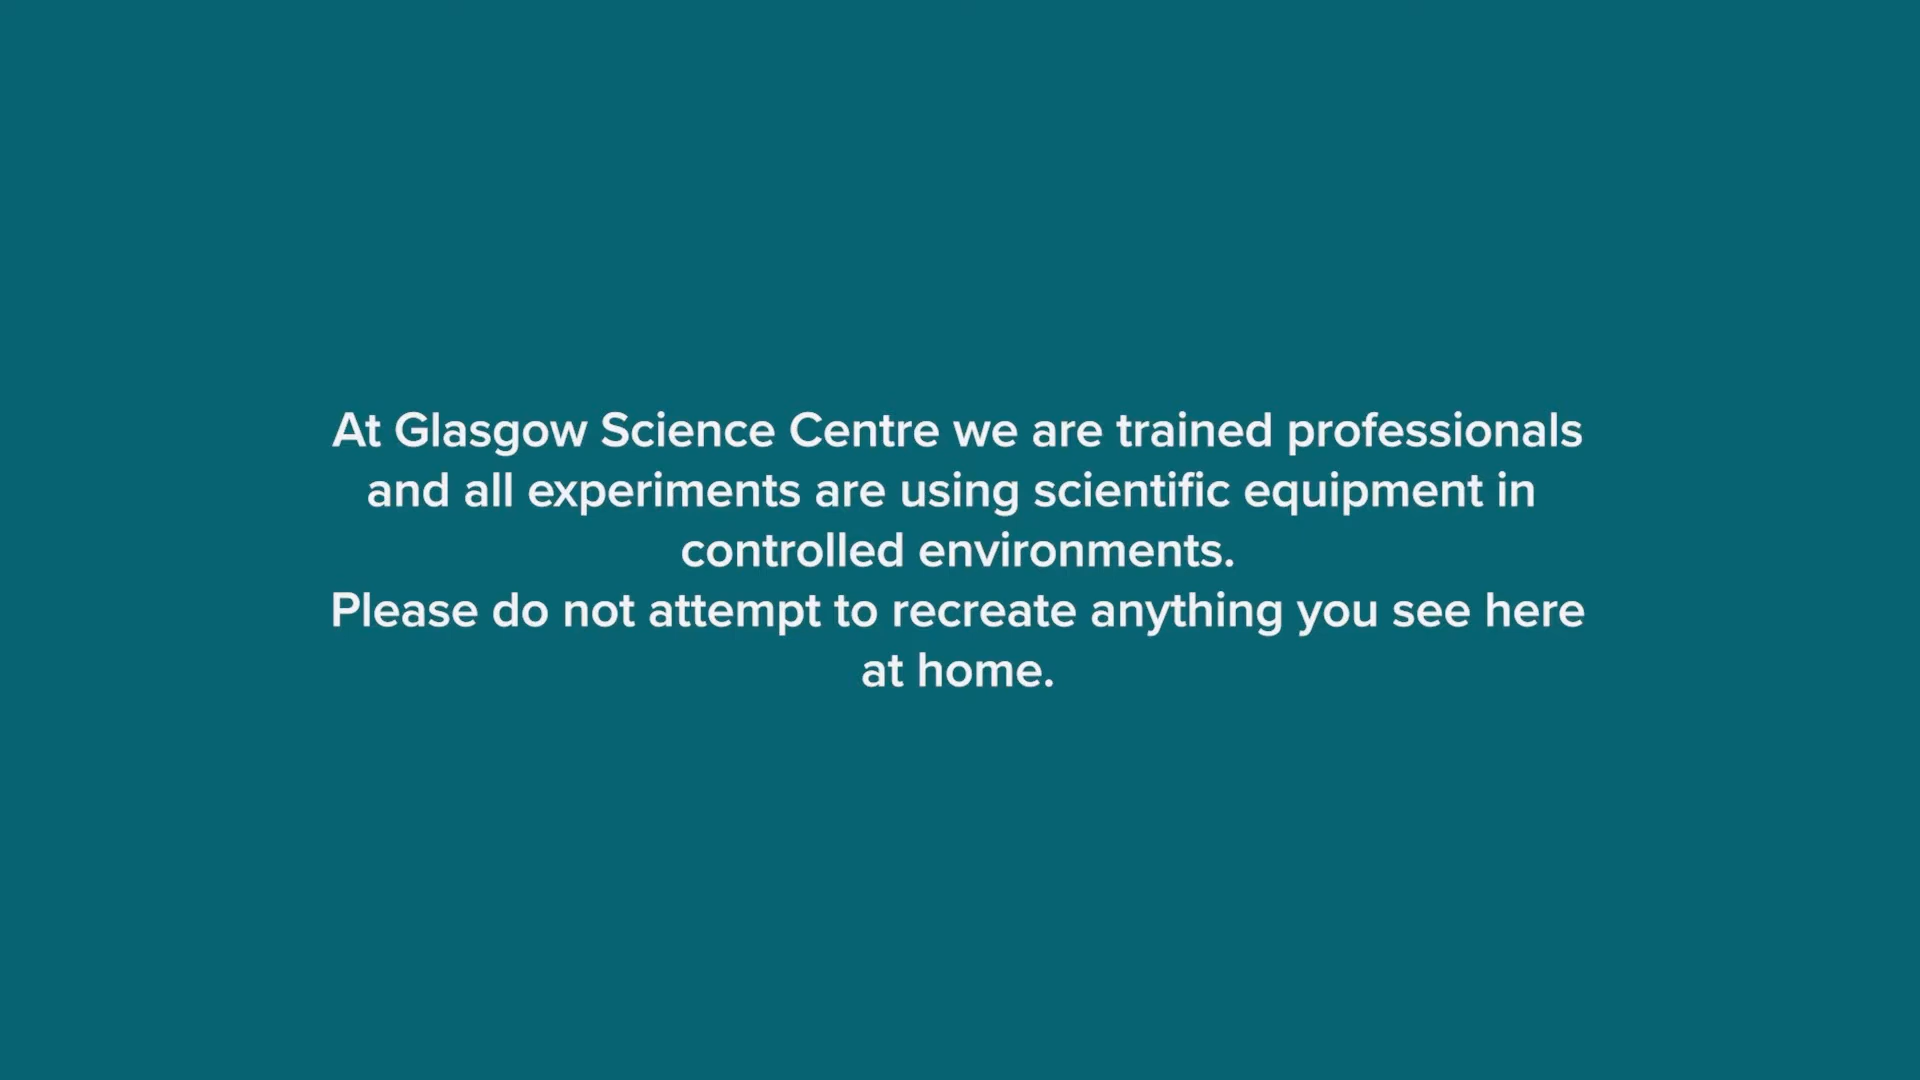 At Glasgow Science Centre we are trained professionals
and all experiments are using scientific equipment in
controlled environments.
Please do not attempt to recreate anything you see here
at home.